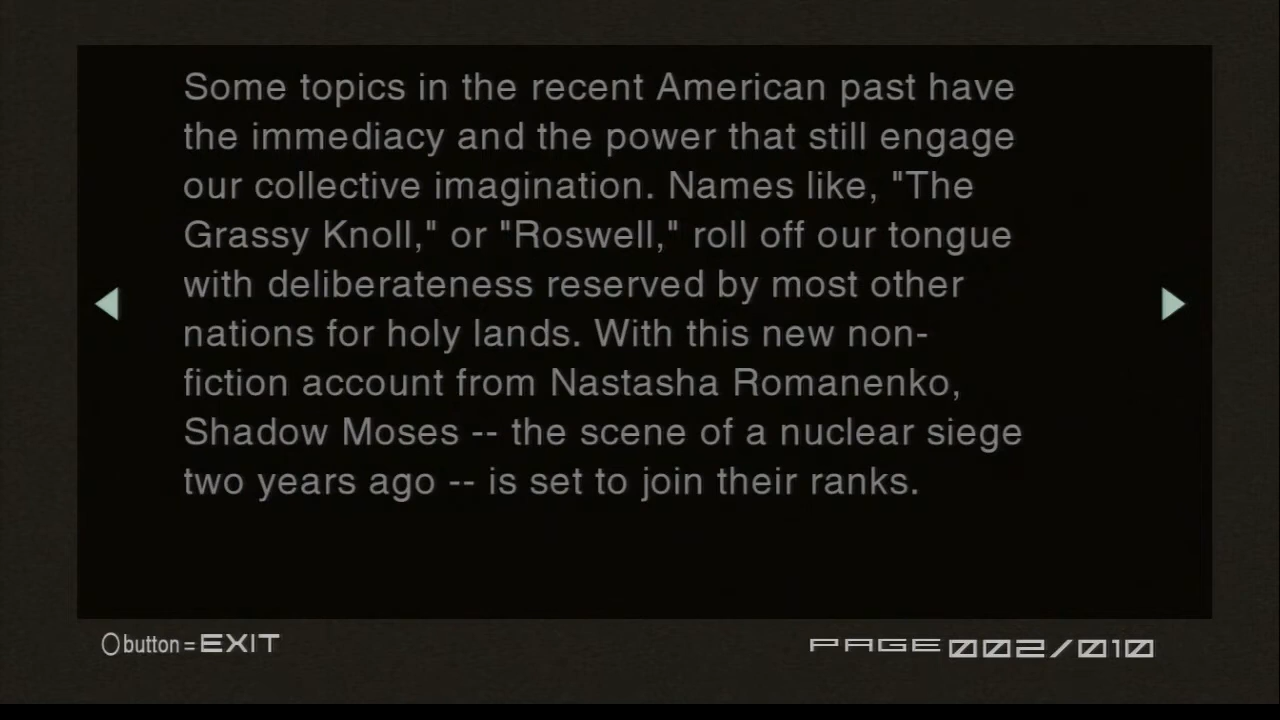 Some topics in the recent American past have
the immediacy and the power that still engage
our collective imagination. Names like, "The
Grassy Knoll," or "Roswell," roll off our tongue
with deliberateness reserved by most other
nations for holy lands. With this new non-
fiction account from Nastasha Romanenko,
Shadow Moses -- the scene of a nuclear siege
two years ago -- is set to join their ranks.
○button=EXIT
PAGE 002/010